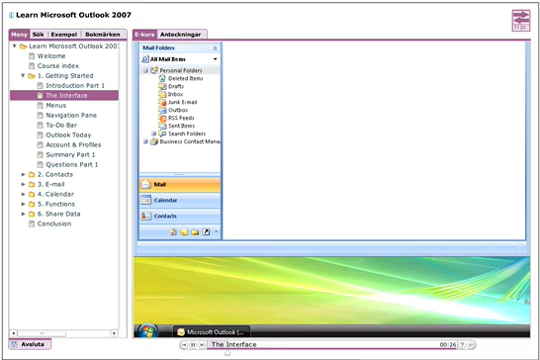 Learn Microsoft Outlook 2007
Meny Sök Exempel Bokmärken
Learn Microsoft Outlook 200
Welcome
Course index
1. Getting Started
Introduction Part 1
The Interface
Menus
Navigation Pane
To-Do Bar
Outlook Today
Account & Profiles
Summary Part 1
Questions Part 1
2. Contacts
3. E-mail
4. Calendar
5. Functions
6. Share Data
Conclusion
Avsluta
E-kurs Anteckningar
Mail Folders
All Mail Items
Personal Folders
Deleted Items
Drafts
Inbox
Junk E-mail
Outbox
RSS Feeds
Sent Items
Search Folders
Business Contact Mana
Mail
Calendar
Contacts
Microsoft Outlook (...
The Interface 00:26 ?